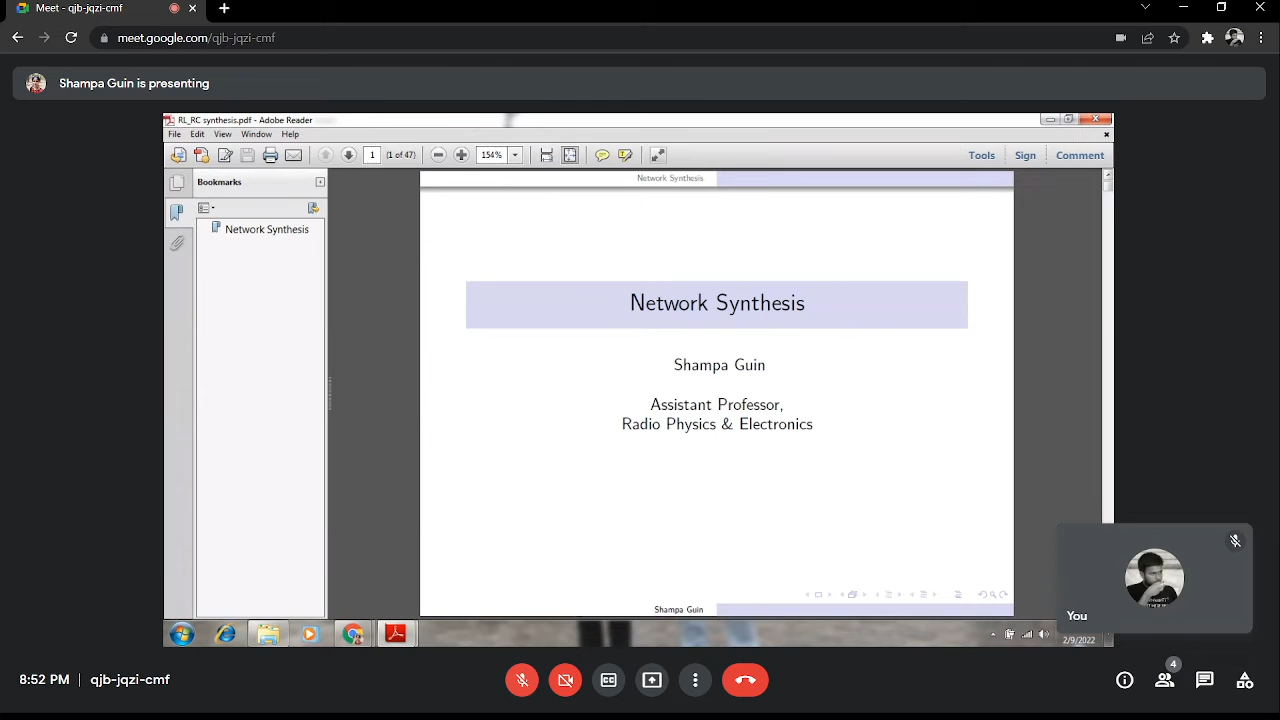 Meet - qjb-jqzi-cmf
meet.google.com/qjb-jqzi-cmf
Shampa Guin is presenting
RL_RC synthesis.pdf - Adobe Reader
File Edit View Window Help
1 (1 of 47) 154% Tools Sign Comment
Bookmarks
Network Synthesis
Network Synthesis
Network Synthesis
Shampa Guin
Assistant Professor,
Radio Physics & Electronics
Shampa Guin
You
2/9/2022
8:52 PM | qjb-jqzi-cmf
4